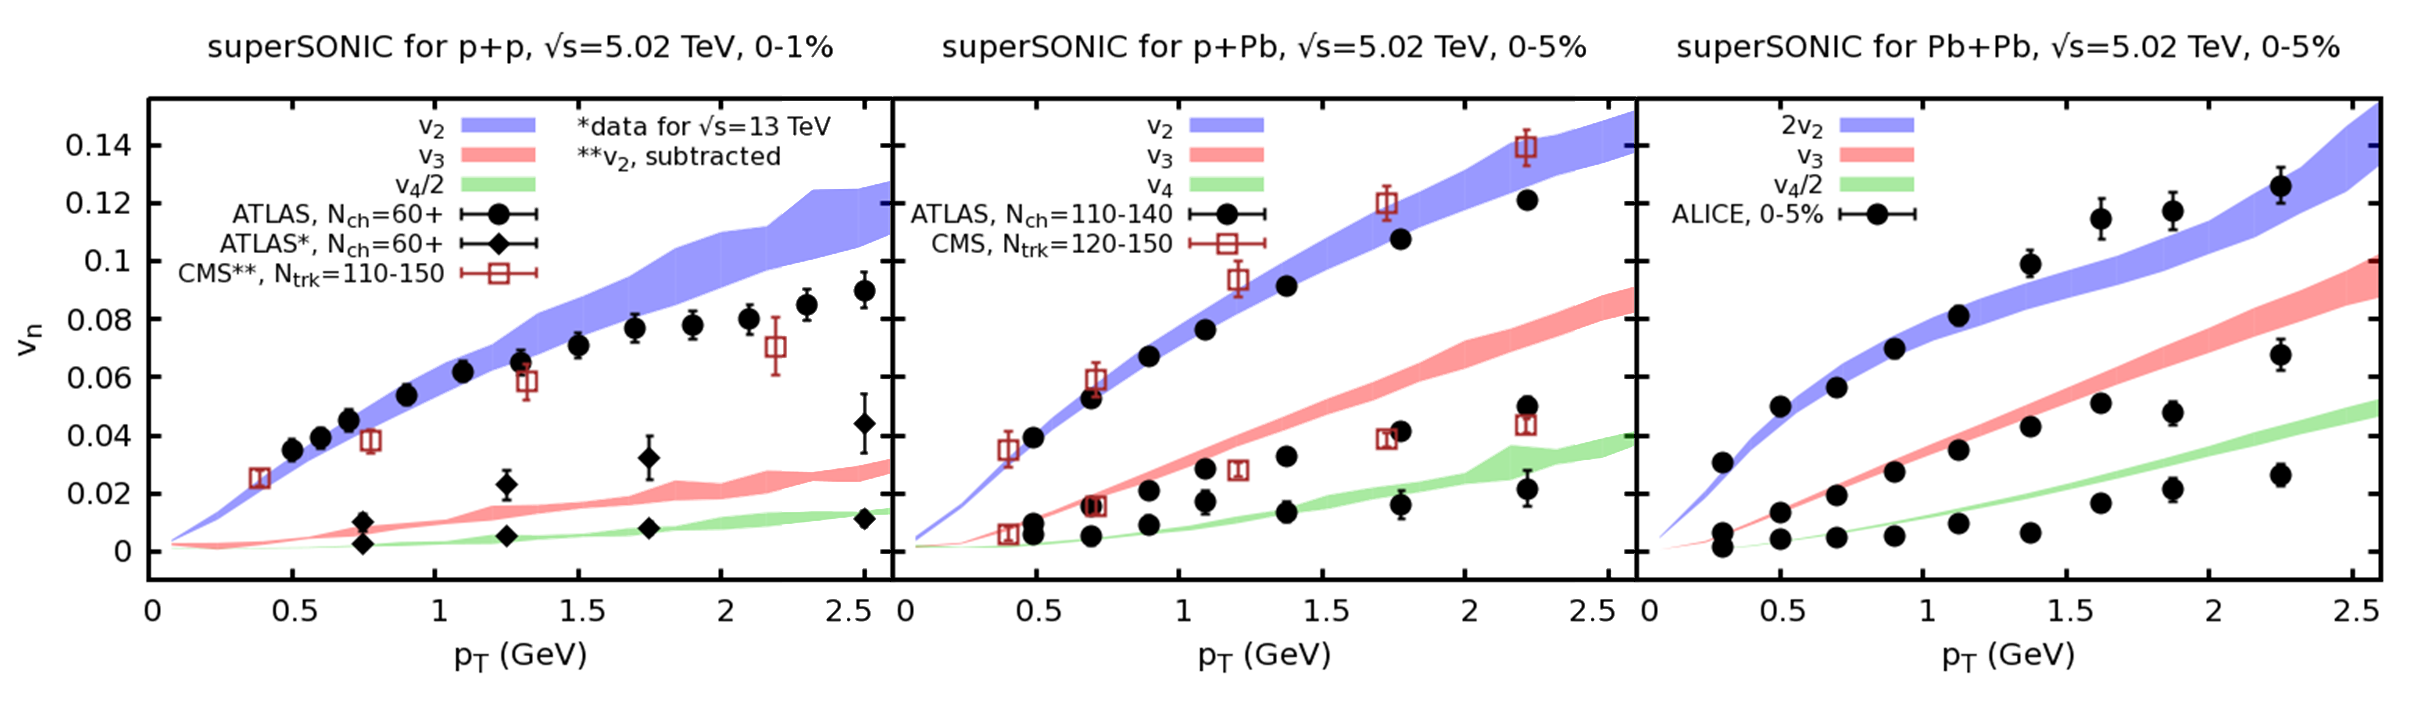 superSONIC for p+p, √s=5.02 TeV, 0-1%
superSONIC for p+Pb, √s=5.02 TeV, 0-5%
superSONIC for Pb+Pb, √s=5.02 TeV, 0-5%
v2
v3
v4/2
ATLAS, Nch=60+
ATLAS*, Nch=60+
CMS**, Ntrk=110-150
*data for √s=13 TeV
**v2, subtracted
v2
v3
v4
ATLAS, Nch=110-140
CMS, Ntrk=120-150
2v2
v3
v4/2
ALICE, 0-5%
vn
0.14
0.12
0.1
0.08
0.06
0.04
0.02
0
0 0.5 1 1.5 2 2.5
0 0.5 1 1.5 2 2.5
0 0.5 1 1.5 2 2.5
pT (GeV)
pT (GeV)
pT (GeV)